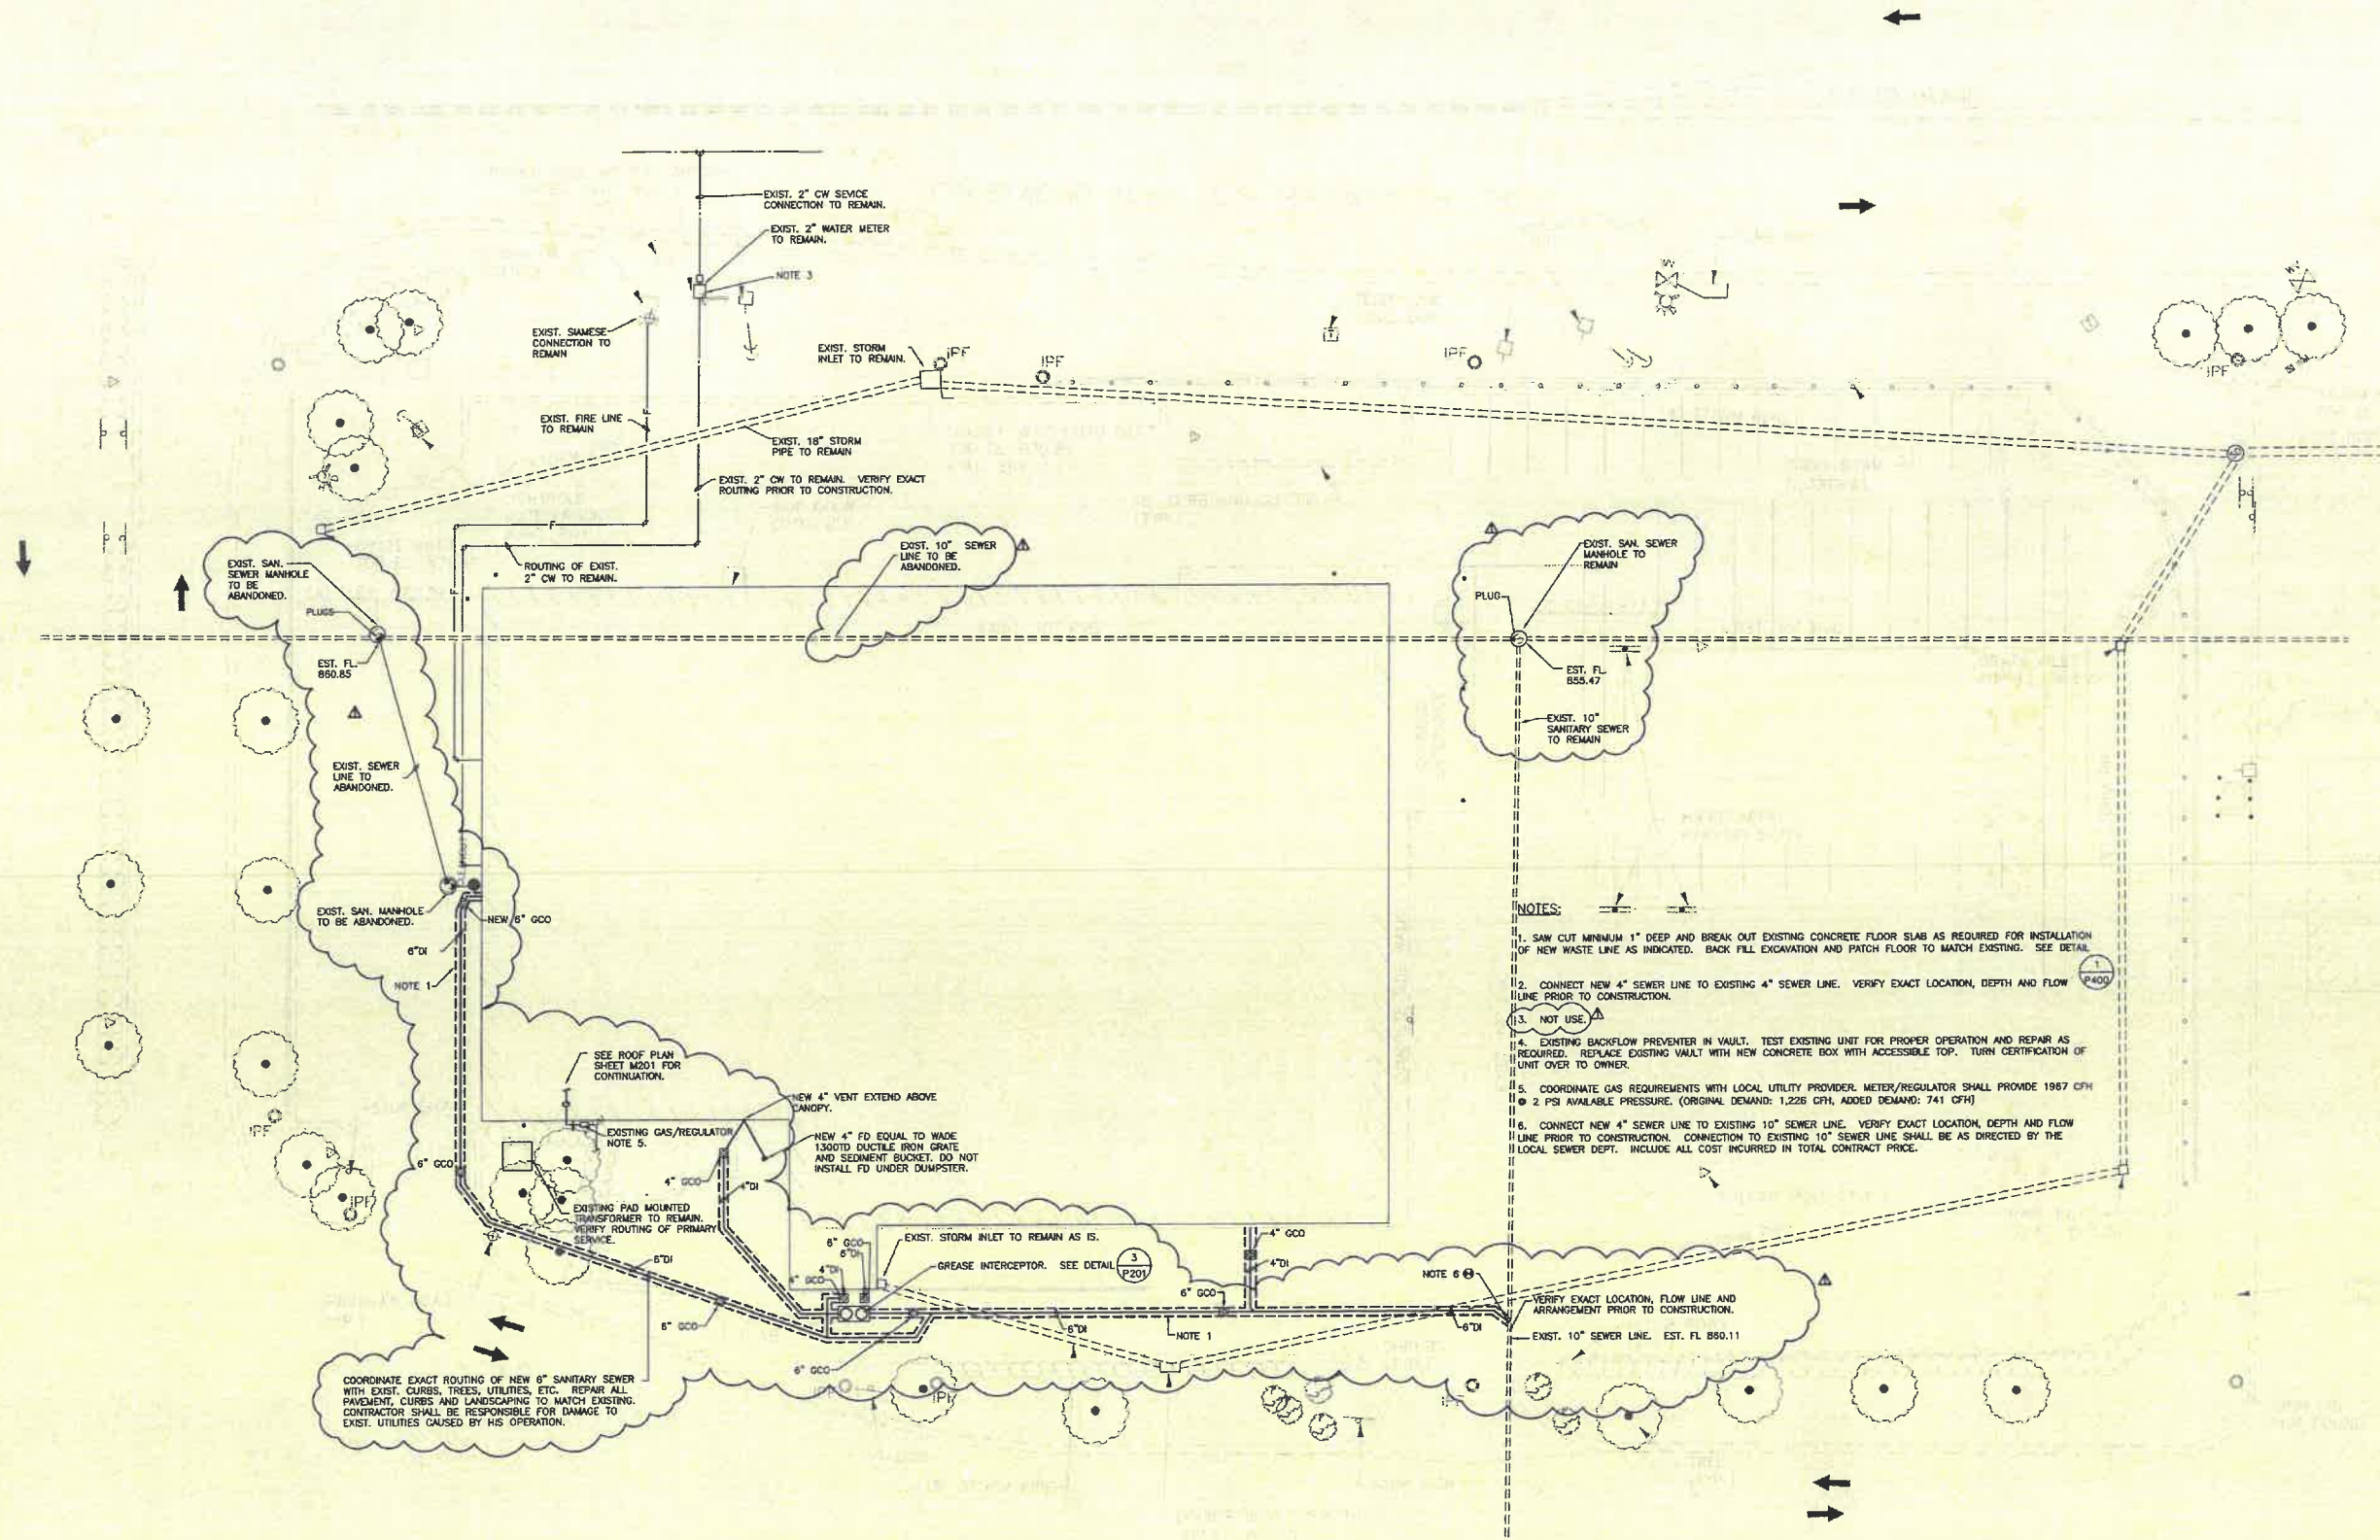 EXIST. 2" CW SEVICE
CONNECTION TO REMAIN.
EXIST. 2" WATER METER
TO REMAIN.
NOTE 3
EXIST. SIAMESE
CONNECTION TO
REMAIN
EXIST. STORM
INLET TO REMAIN.
IPF
IPF
IPF
IPF
EXIST. FIRE LINE
TO REMAIN
F
EXIST. 18" STORM
PIPE TO REMAIN
EXIST. 2" CW TO REMAIN. VERIFY EXACT
ROUTING PRIOR TO CONSTRUCTION.
F
ROUTING OF EXIST.
2" CW TO REMAIN.
F
EXIST. SAN.
SEWER MANHOLE
TO BE
ABANDONED.
PLUGS
EST. FL.
860.85
EXIST. 10" SEWER
LINE TO BE
ABANDONED.
EXIST. SAN. SEWER
MANHOLE TO
REMAIN
PLUG
S
EST. FL.
855.47
EXIST. 10"
SANITARY SEWER
TO REMAIN
EXIST. SEWER
LINE TO
ABANDONED.
EXIST. SAN. MANHOLE
TO BE ABANDONED.
NEW 6" GCO
6"DI
NOTE 1
NOTES:
1. SAW CUT MINIMUM 1" DEEP AND BREAK OUT EXISTING CONCRETE FLOOR SLAB AS REQUIRED FOR INSTALLATION
OF NEW WASTE LINE AS INDICATED. BACK FILL EXCAVATION AND PATCH FLOOR TO MATCH EXISTING. SEE DETAIL
1
P400
2. CONNECT NEW 4" SEWER LINE TO EXISTING 4" SEWER LINE. VERIFY EXACT LOCATION, DEPTH AND FLOW
LINE PRIOR TO CONSTRUCTION.
3. NOT USE.
4. EXISTING BACKFLOW PREVENTER IN VAULT. TEST EXISTING UNIT FOR PROPER OPERATION AND REPAIR AS
REQUIRED. REPLACE EXISTING VAULT WITH NEW CONCRETE BOX WITH ACCESSIBLE TOP. TURN CERTIFICATION OF
UNIT OVER TO OWNER.
5. COORDINATE GAS REQUIREMENTS WITH LOCAL UTILITY PROVIDER. METER/REGULATOR SHALL PROVIDE 1967 CFH
@ 2 PSI AVAILABLE PRESSURE. (ORIGINAL DEMAND: 1,226 CFH, ADDED DEMAND: 741 CFH)
6. CONNECT NEW 4" SEWER LINE TO EXISTING 10" SEWER LINE. VERIFY EXACT LOCATION, DEPTH AND FLOW
LINE PRIOR TO CONSTRUCTION. CONNECTION TO EXISTING 10" SEWER LINE SHALL BE AS DIRECTED BY THE
LOCAL SEWER DEPT. INCLUDE ALL COST INCURRED IN TOTAL CONTRACT PRICE.
SEE ROOF PLAN
SHEET M201 FOR
CONTINUATION.
NEW 4" VENT EXTEND ABOVE
CANOPY.
EXISTING GAS/REGULATOR
NOTE 5.
NEW 4" FD EQUAL TO WADE
1300TD DUCTILE IRON GRATE
AND SEDIMENT BUCKET. DO NOT
INSTALL FD UNDER DUMPSTER.
IPF
6" GCO
4" GCO
4"DI
IPF
EXISTING PAD MOUNTED
TRANSFORMER TO REMAIN.
VERIFY ROUTING OF PRIMARY
SERVICE.
6"DI
6" GCO
6"DI
EXIST. STORM INLET TO REMAIN AS IS.
4"DI
GREASE INTERCEPTOR. SEE DETAIL
3
P201
4" GCO
4"DI
6" GCO
NOTE 6
6" GCO
6"DI
NOTE 1
6"DI
VERIFY EXACT LOCATION, FLOW LINE AND
ARRANGEMENT PRIOR TO CONSTRUCTION.
EXIST. 10" SEWER LINE. EST. FL 860.11
6" GCO
COORDINATE EXACT ROUTING OF NEW 6" SANITARY SEWER
WITH EXIST. CURBS, TREES, UTILITIES, ETC. REPAIR ALL
PAVEMENT, CURBS AND LANDSCAPING TO MATCH EXISTING.
CONTRACTOR SHALL BE RESPONSIBLE FOR DAMAGE TO
EXIST. UTILITIES CAUSED BY HIS OPERATION.